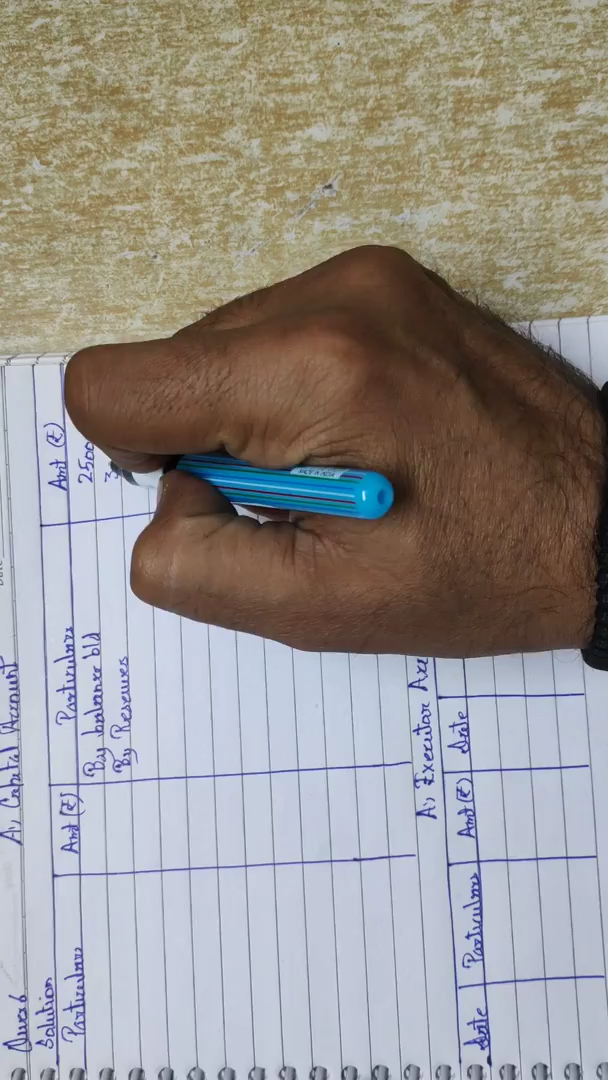 Ques 6 A's Capital Account
Solution
Particulars Amt (₹) Particulars Amt (₹)
By balance b/d 2500
By Reserves 3
A's Executor
Date Particulars Amt (₹) Date